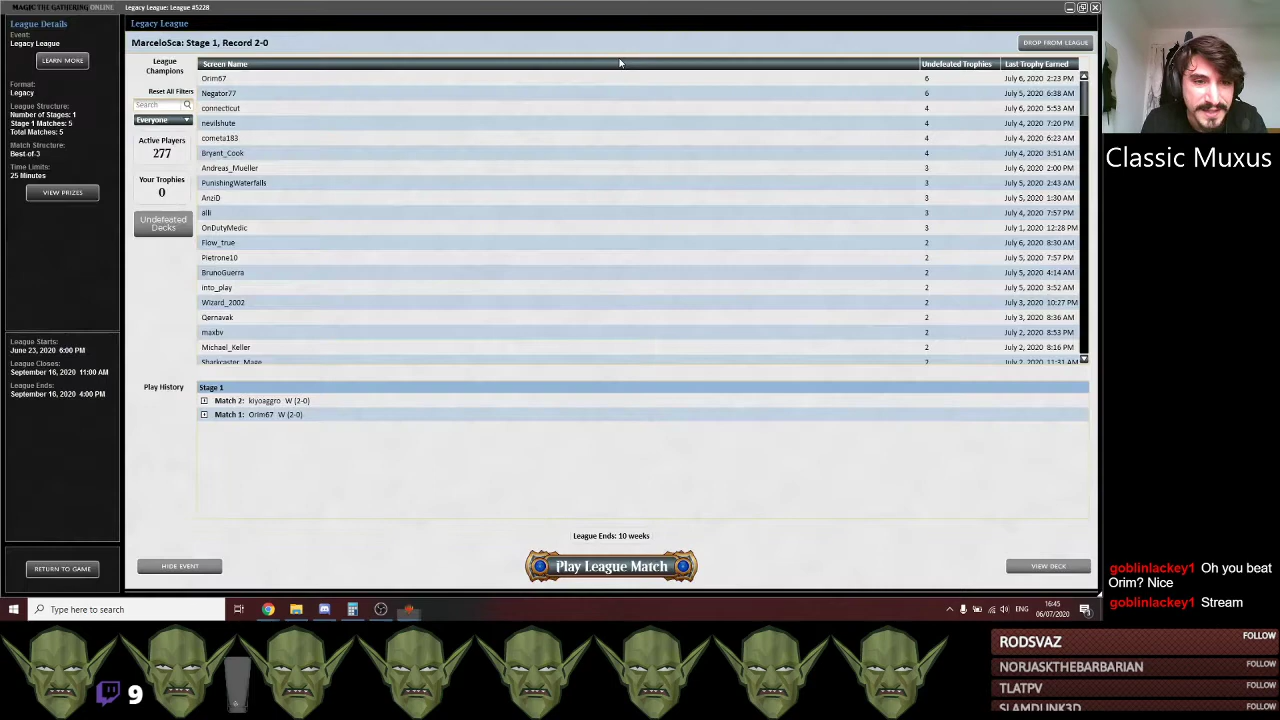 MAGIC THE GATHERING ONLINE
Legacy League: League #5228
League Details
Event:
Legacy League
LEARN MORE
Format:
Legacy
League Structure:
Number of Stages: 1
Stage 1 Matches: 5
Total Matches: 5
Match Structure:
Best-of-3
Time Limits:
25 Minutes
VIEW PRIZES
League Starts:
June 23, 2020 6:00 PM
League Closes:
September 16, 2020 11:00 AM
League Ends:
September 16, 2020 4:00 PM
RETURN TO GAME
Legacy League
MarceloSca: Stage 1, Record 2-0
DROP FROM LEAGUE
League
Champions
Reset All Filters
Search
Everyone
Active Players
277
Your Trophies
0
Undefeated
Decks
Screen Name Undefeated Trophies Last Trophy Earned
Orim67 6 July 6, 2020 2:23 PM
Negator77 6 July 5, 2020 6:38 AM
connecticut 4 July 6, 2020 5:53 AM
nevilshute 4 July 4, 2020 7:20 PM
cometa183 4 July 4, 2020 6:23 AM
Bryant_Cook 4 July 4, 2020 3:51 AM
Andreas_Mueller 3 July 6, 2020 2:00 PM
PunishingWaterfalls 3 July 5, 2020 2:43 AM
AnziD 3 July 5, 2020 1:30 AM
alli 3 July 4, 2020 7:57 PM
OnDutyMedic 3 July 1, 2020 12:28 PM
Flow_true 2 July 6, 2020 8:30 AM
Pietrone10 2 July 5, 2020 7:57 PM
BrunoGuerra 2 July 5, 2020 4:14 AM
into_play 2 July 5, 2020 3:52 AM
Wizard_2002 2 July 3, 2020 10:27 PM
Qernavak 2 July 3, 2020 8:36 AM
maxbv 2 July 2, 2020 8:53 PM
Michael_Keller 2 July 2, 2020 8:16 PM
Sharkcaster_Mage 2 July 2, 2020 11:31 AM
Play History
Stage 1
Match 2: kiyoaggro W (2-0)
Match 1: Orim67 W (2-0)
League Ends: 10 weeks
HIDE EVENT
Play League Match
VIEW DECK
Classic Muxus
goblinlackey1 Oh you beat
Orim? Nice
goblinlackey1 Stream
Type here to search
ENG
16:45
06/07/2020
9
RODSVAZ FOLLOW
NORJASKTHEBARBARIAN FOLLOW
TLATPV FOLLOW
SLAMDUNK3D FOLLOW